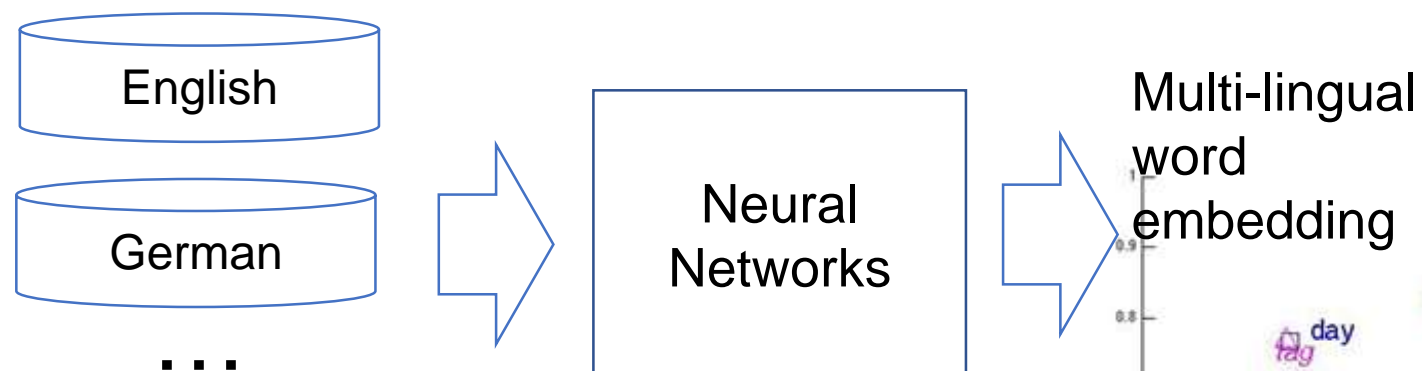 English
German
...
Neural
Networks
Multi-lingual
word
embedding
1
0.9
0.8
day
tag